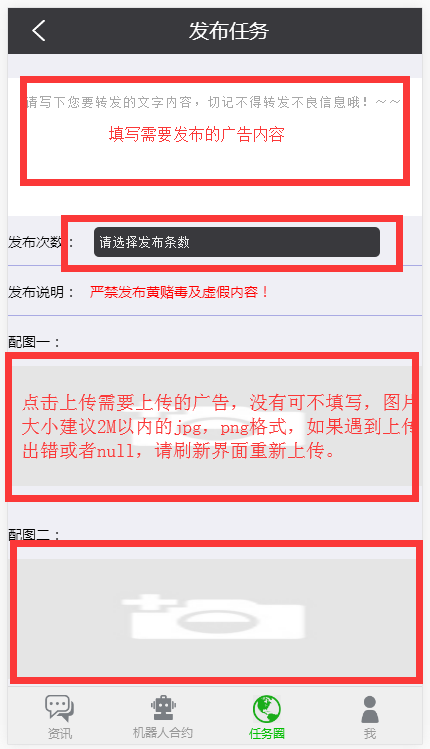 发布任务
请写下您要转发的文字内容，切记不得转发不良信息哦！～～
填写需要发布的广告内容
发布次数：
请选择发布条数
发布说明： 严禁发布黄赌毒及虚假内容！
配图一：
点击上传需要上传的广告，没有可不填写，图片
大小建议2M以内的jpg，png格式，如果遇到上传
出错或者null，请刷新界面重新上传。
配图二：
资讯
机器人合约
任务圈
我